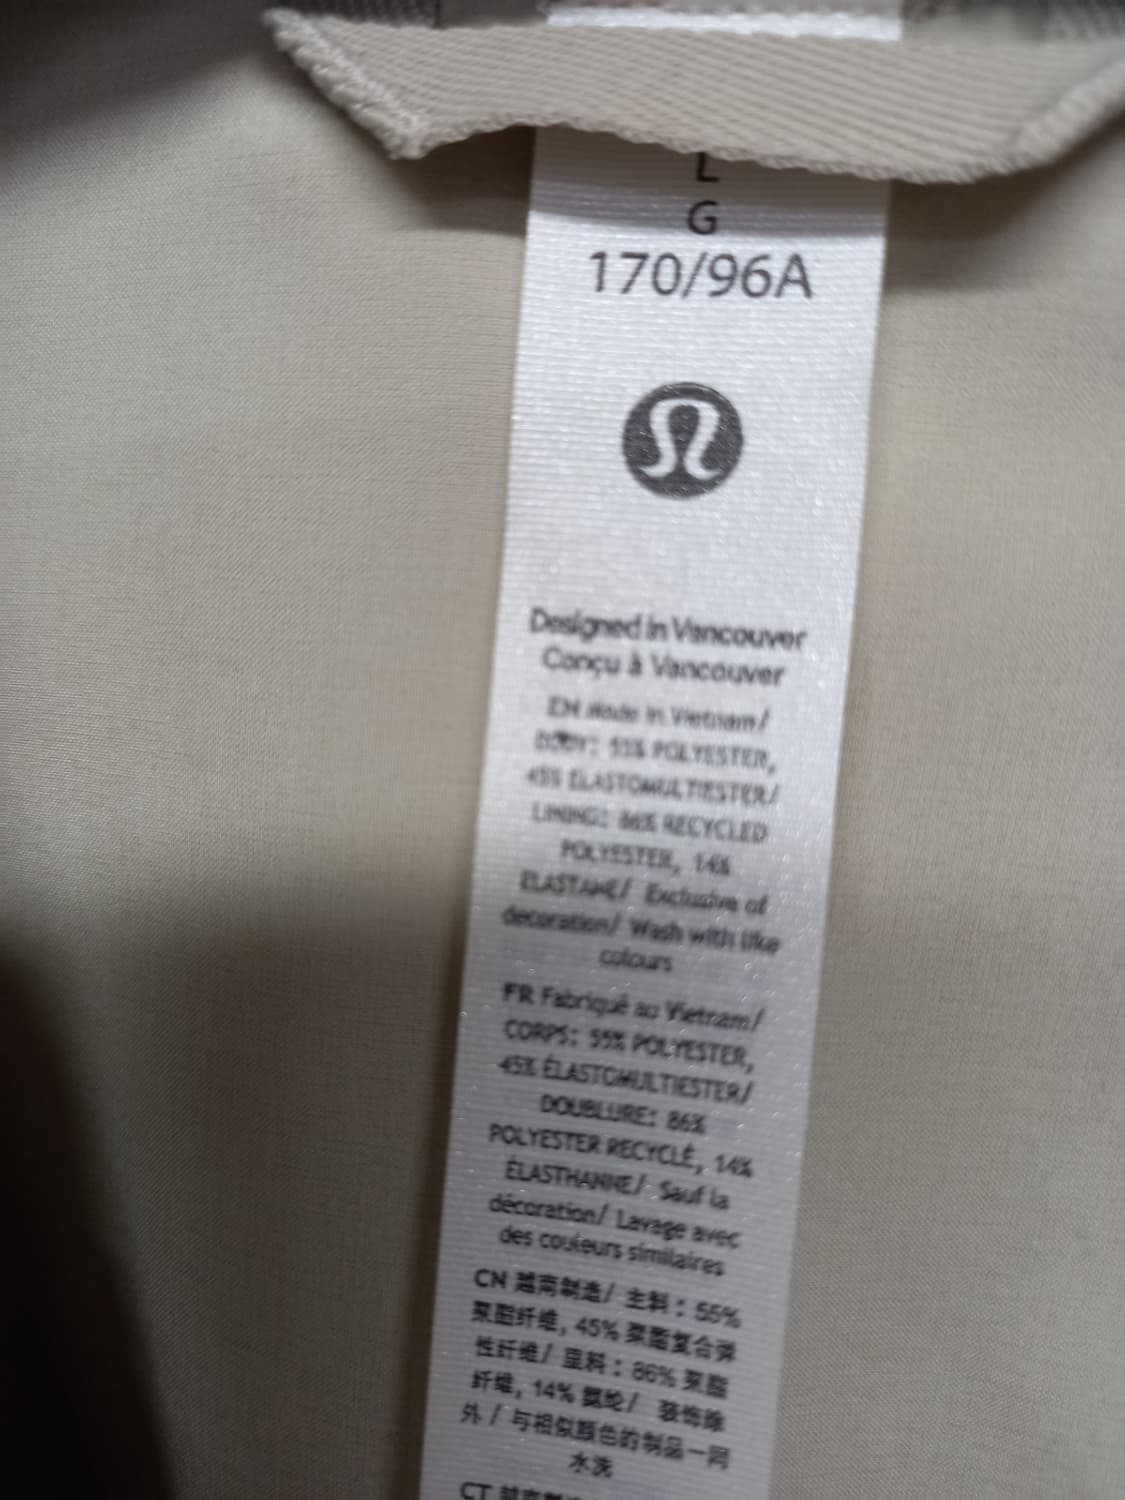 L
G
170/96A
Designed in Vancouver
Conçu à Vancouver
EN Made in Vietnam/
BODY: 55% POLYESTER,
45% ELASTOMULTIESTER/
LINING: 86% RECYCLED
POLYESTER, 14%
ELASTANE/ Exclusive of
decoration/ Wash with like
colours
FR Fabriqué au Vietnam/
CORPS: 55% POLYESTER,
45% ÉLASTOMULTIESTER/
DOUBLURE: 86%
POLYESTER RECYCLÉ, 14%
ÉLASTHANNE/ Sauf la
décoration/ Lavage avec
des couleurs similaires
CN 越南制造/ 主料：55%
聚酯纤维, 45% 聚酯复合弹
性纤维/ 里料：86% 聚酯
纤维, 14% 氨纶/ 装饰除
外 / 与相似颜色的制品一同
水洗
CT 越南製造